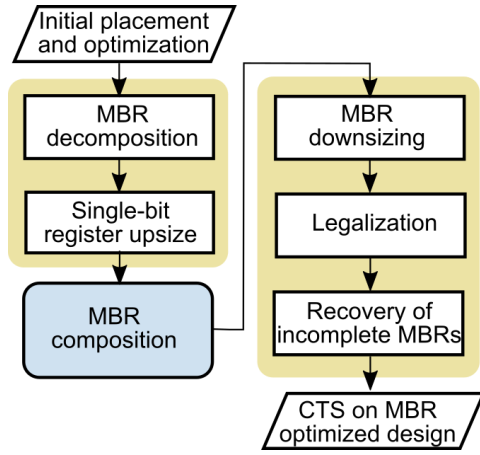 Initial placement
and optimization
MBR
decomposition
Single-bit
register upsize
MBR
composition
MBR
downsizing
Legalization
Recovery of
incomplete MBRs
CTS on MBR
optimized design